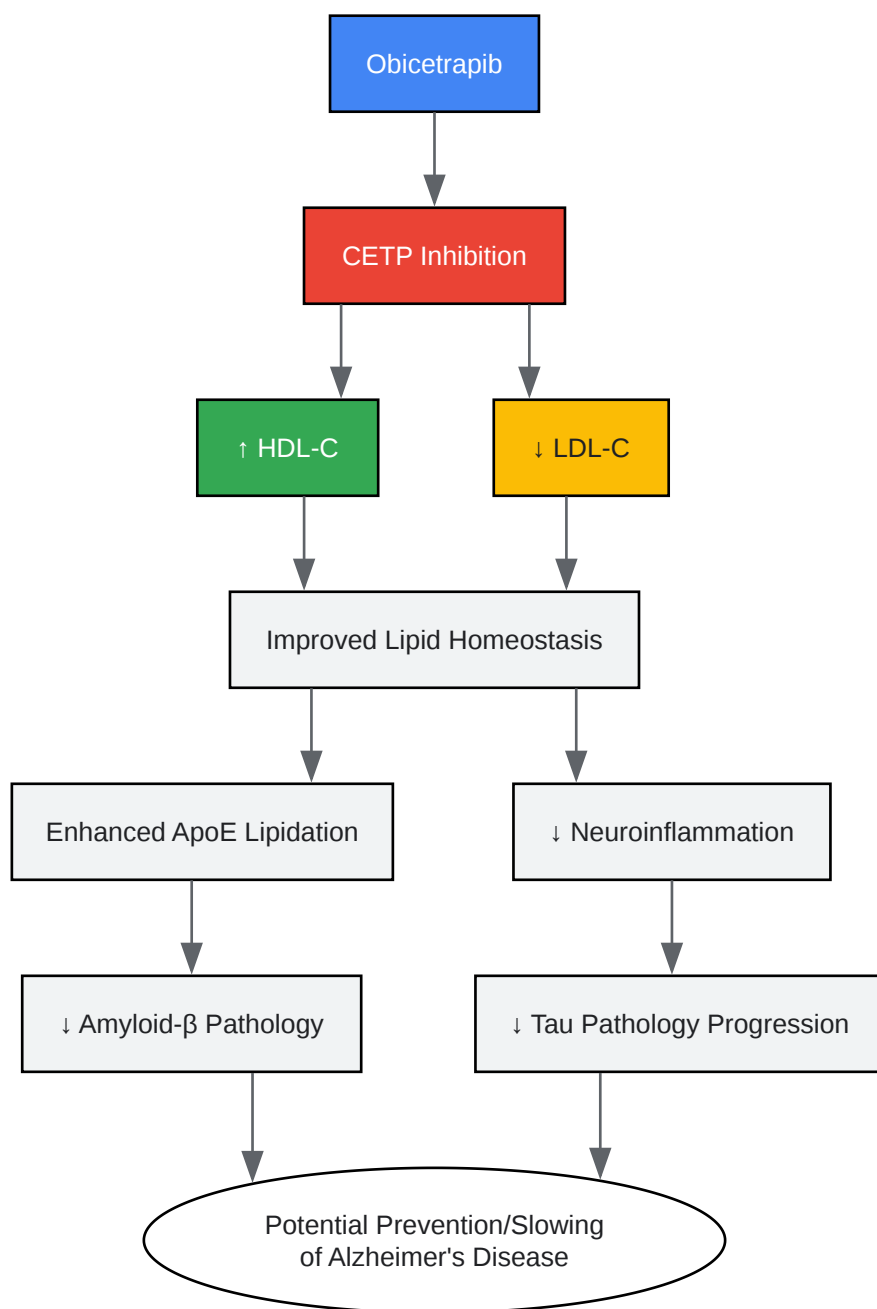 Obicetrapib
CETP Inhibition
↑ HDL-C
↓ LDL-C
Improved Lipid Homeostasis
Enhanced ApoE Lipidation
↓ Neuroinflammation
↓ Amyloid-β Pathology
↓ Tau Pathology Progression
Potential Prevention/Slowing
of Alzheimer's Disease